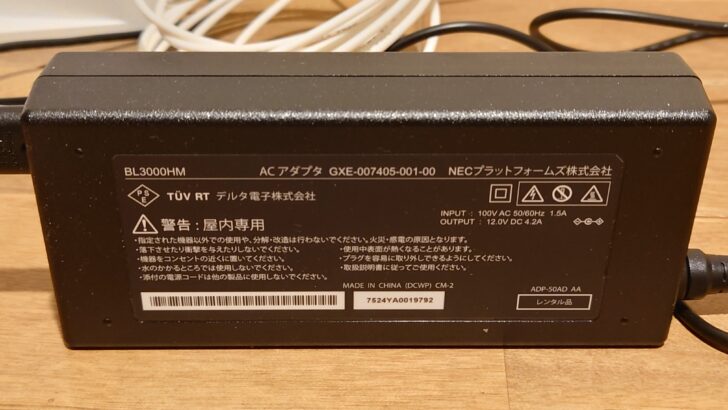 BL3000HM ACアダプタ GXE-007405-001-00 NECプラットフォームズ株式会社
PSE TÜV RT デルタ電子株式会社
INPUT : 100V AC 50/60Hz 1.5A
OUTPUT : 12.0V DC 4.2A
警告 : 屋内専用
・指定された機器以外での使用や、分解・改造は行わないでください。火災・感電の原因となります。
・落下させたり衝撃を与えたりしないでください。 ・使用中表面が熱くなることがあります。
・機器をコンセントの近くに置いてください。 ・プラグを容易に取り外しできるようにしてください。
・水のかかるところでは使用しないでください。 ・取扱説明書に従ってご使用ください。
・添付の電源コードは他の製品に使用しないでください。
MADE IN CHINA (DCWP) CM-2 ADP-50AD AA
7524YA0019792 レンタル品